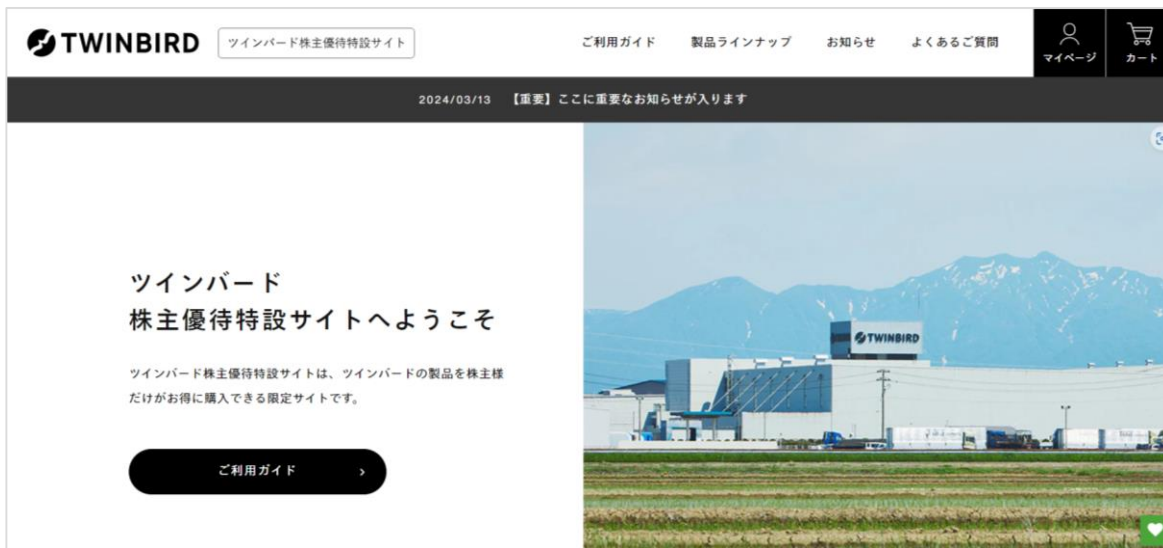 TWINBIRD
ツインバード株主優待特設サイト
ご利用ガイド 製品ラインナップ お知らせ よくあるご質問
マイページ カート
2024/03/13 【重要】ここに重要なお知らせが入ります
ツインバード
株主優待特設サイトへようこそ
ツインバード株主優待特設サイトは、ツインバードの製品を株主様
だけがお得に購入できる限定サイトです。
ご利用ガイド ›
TWINBIRD